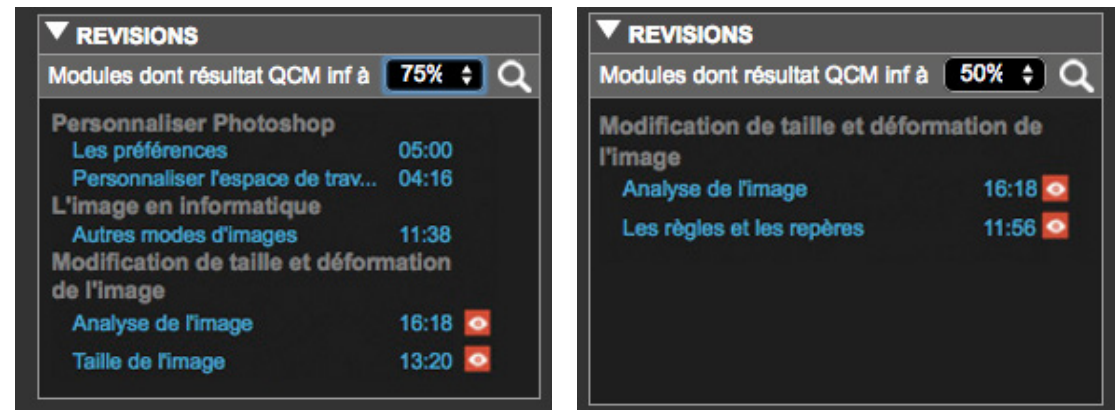 REVISIONS
Modules dont résultat QCM inf à 75%
Personnaliser Photoshop
Les préférences 05:00
Personnaliser l'espace de trav... 04:16
L'image en informatique
Autres modes d'images 11:38
Modification de taille et déformation
de l'image
Analyse de l'image 16:18
Taille de l'image 13:20
REVISIONS
Modules dont résultat QCM inf à 50%
Modification de taille et déformation de
l'image
Analyse de l'image 16:18
Les règles et les repères 11:56